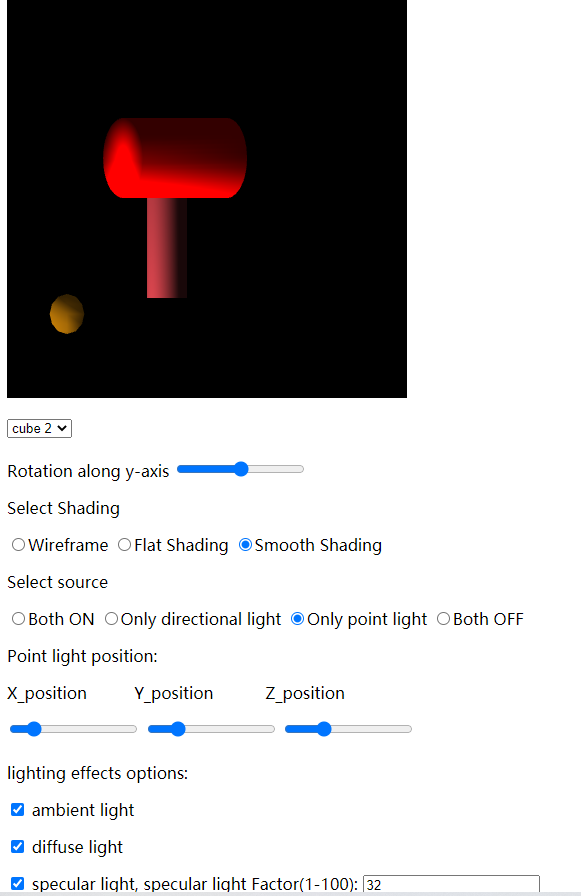 cube 2
Rotation along y-axis
Select Shading
Wireframe Flat Shading Smooth Shading
Select source
Both ON Only directional light Only point light Both OFF
Point light position:
X_position Y_position Z_position
lighting effects options:
ambient light
diffuse light
specular light, specular light Factor(1-100): 32